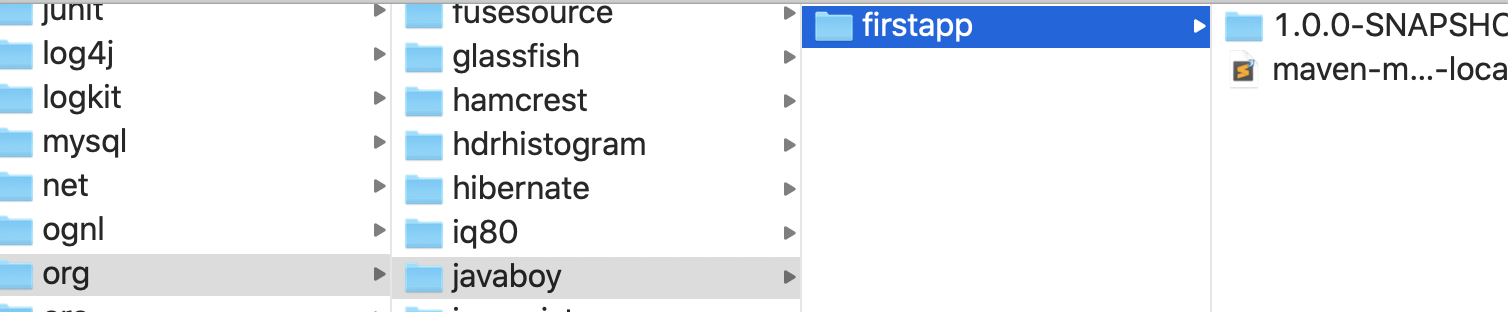 junit
log4j
logkit
mysql
net
ognl
org
fusesource
glassfish
hamcrest
hdrhistogram
hibernate
iq80
javaboy
firstapp
1.0.0-SNAPSHO
maven-m...-loca